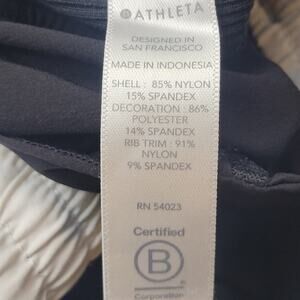 ATHLETA
DESIGNED IN
SAN FRANCISCO
MADE IN INDONESIA
SHELL : 85% NYLON
15% SPANDEX
DECORATION : 86%
POLYESTER
14% SPANDEX
RIB TRIM : 91%
NYLON
9% SPANDEX
RN 54023
Certified
B
Corporation